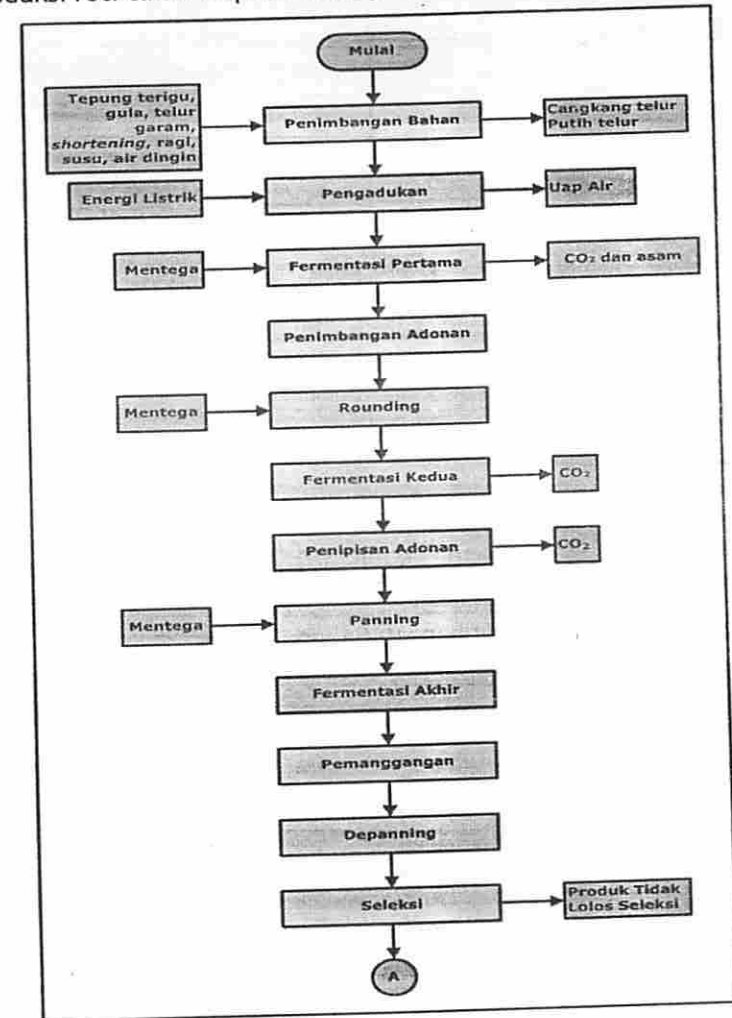 Mulai
Tepung terigu,
gula, telur
garam,
shortening, ragi,
susu, air dingin
Penimbangan Bahan
Cangkang telur
Putih telur
Energi Listrik
Pengadukan
Uap Air
Mentega
Fermentasi Pertama
CO₂ dan asam
Penimbangan Adonan
Mentega
Rounding
Fermentasi Kedua
CO₂
Penipisan Adonan
CO₂
Mentega
Panning
Fermentasi Akhir
Pemanggangan
Depanning
Seleksi
Produk Tidak
Lolos Seleksi
A